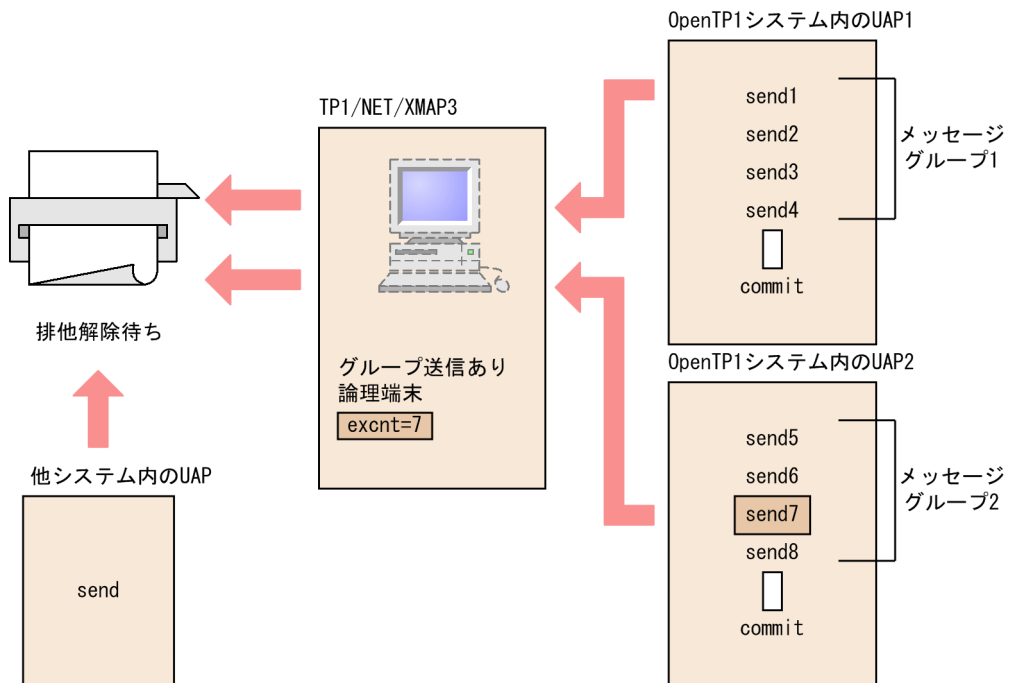 OpenTP1システム内のUAP1
send1
send2
send3
send4
commit
メッセージ
グループ1
TP1/NET/XMAP3
グループ送信あり
論理端末
excnt=7
排他解除待ち
OpenTP1システム内のUAP2
send5
send6
send7
send8
commit
メッセージ
グループ2
他システム内のUAP
send